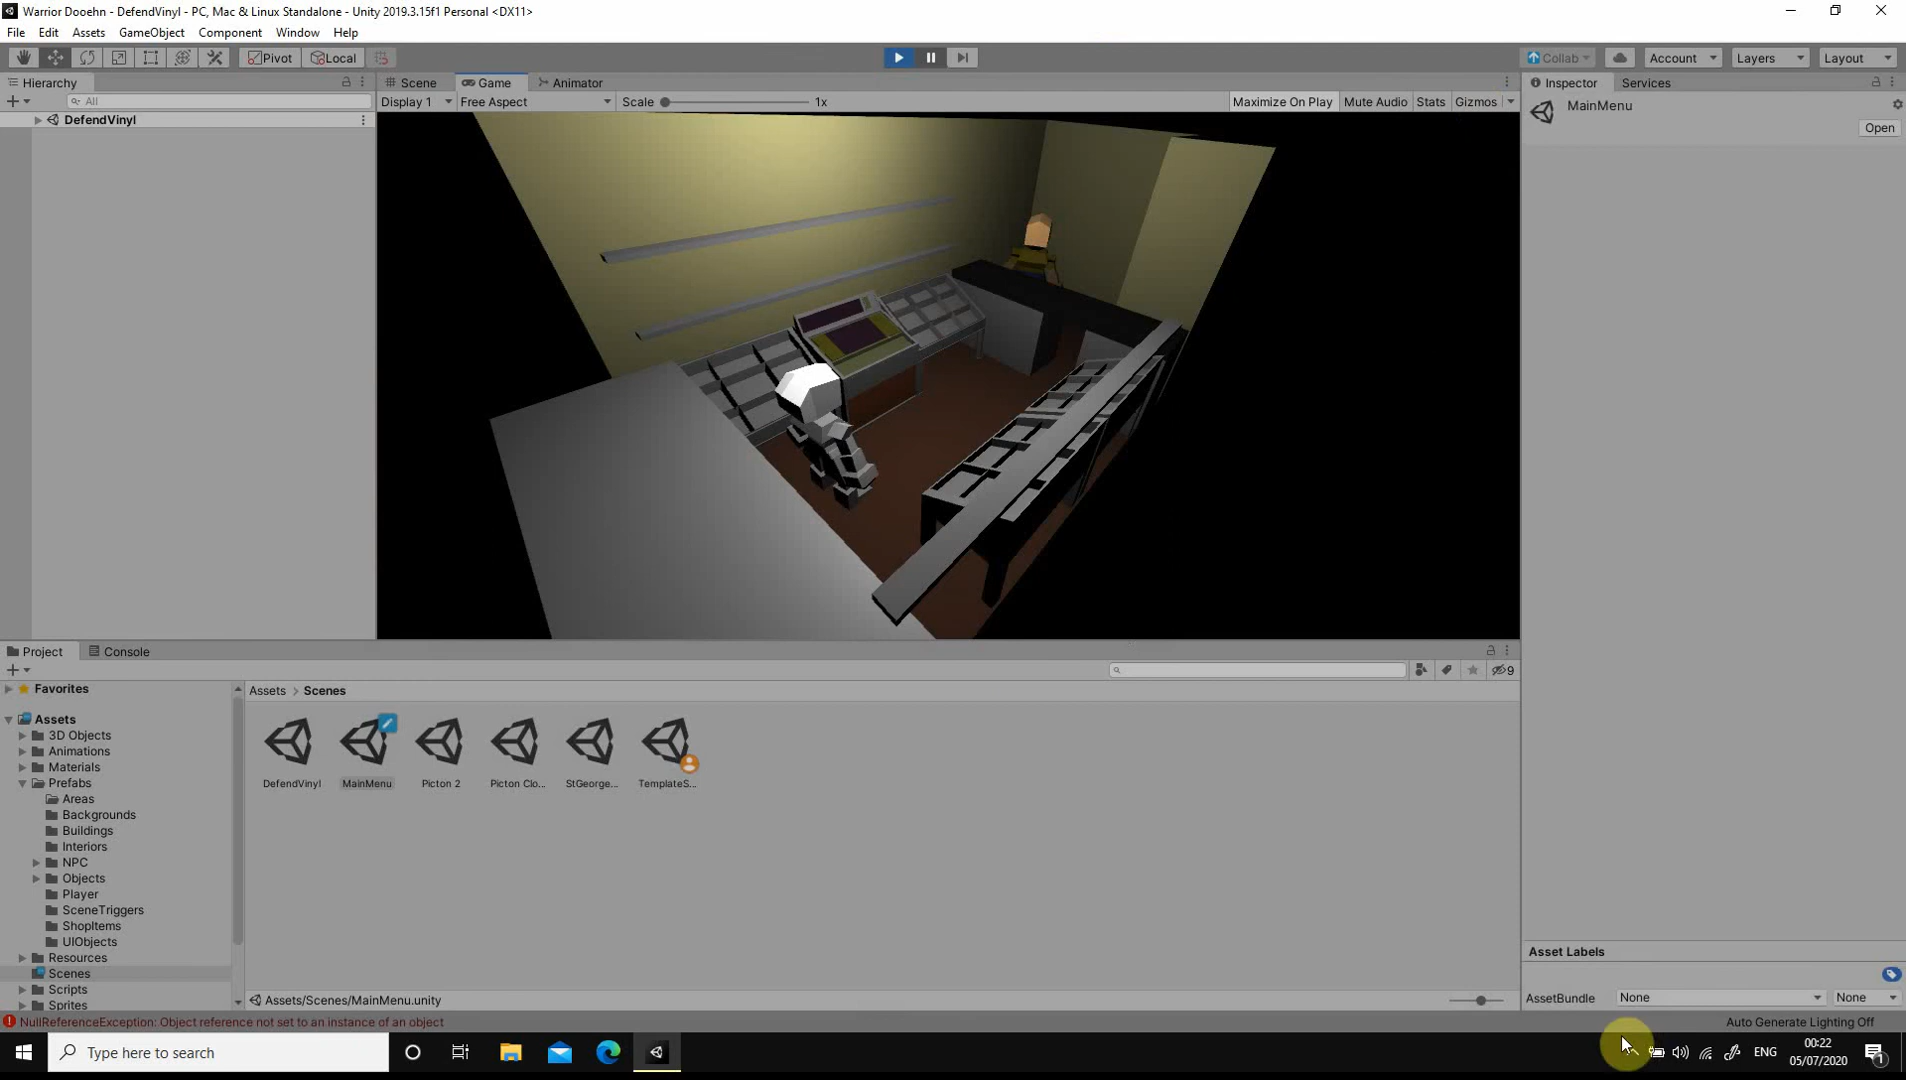 Warrior Dooehn - DefendVinyl - PC, Mac & Linux Standalone - Unity 2019.3.15f1 Personal <DX11>
File Edit Assets GameObject Component Window Help
Pivot Local Collab Account Layers Layout
Hierarchy Scene Game Animator Inspector Services
All Display 1 Free Aspect Scale 1x Maximize On Play Mute Audio Stats Gizmos MainMenu
DefendVinyl Open
Project Console
9
Favorites Assets > Scenes
Assets
3D Objects
Animations
Materials
Prefabs DefendVinyl MainMenu Picton 2 Picton Clo... StGeorge... TemplateS...
Areas
Backgrounds
Buildings
Interiors
NPC
Objects
Player
SceneTriggers
ShopItems
UIObjects
Asset Labels
Resources
Scenes
Scripts AssetBundle None None
Sprites Assets/Scenes/MainMenu.unity
NullReferenceException: Object reference not set to an instance of an object Auto Generate Lighting Off
Type here to search ENG 00:22
05/07/2020 1